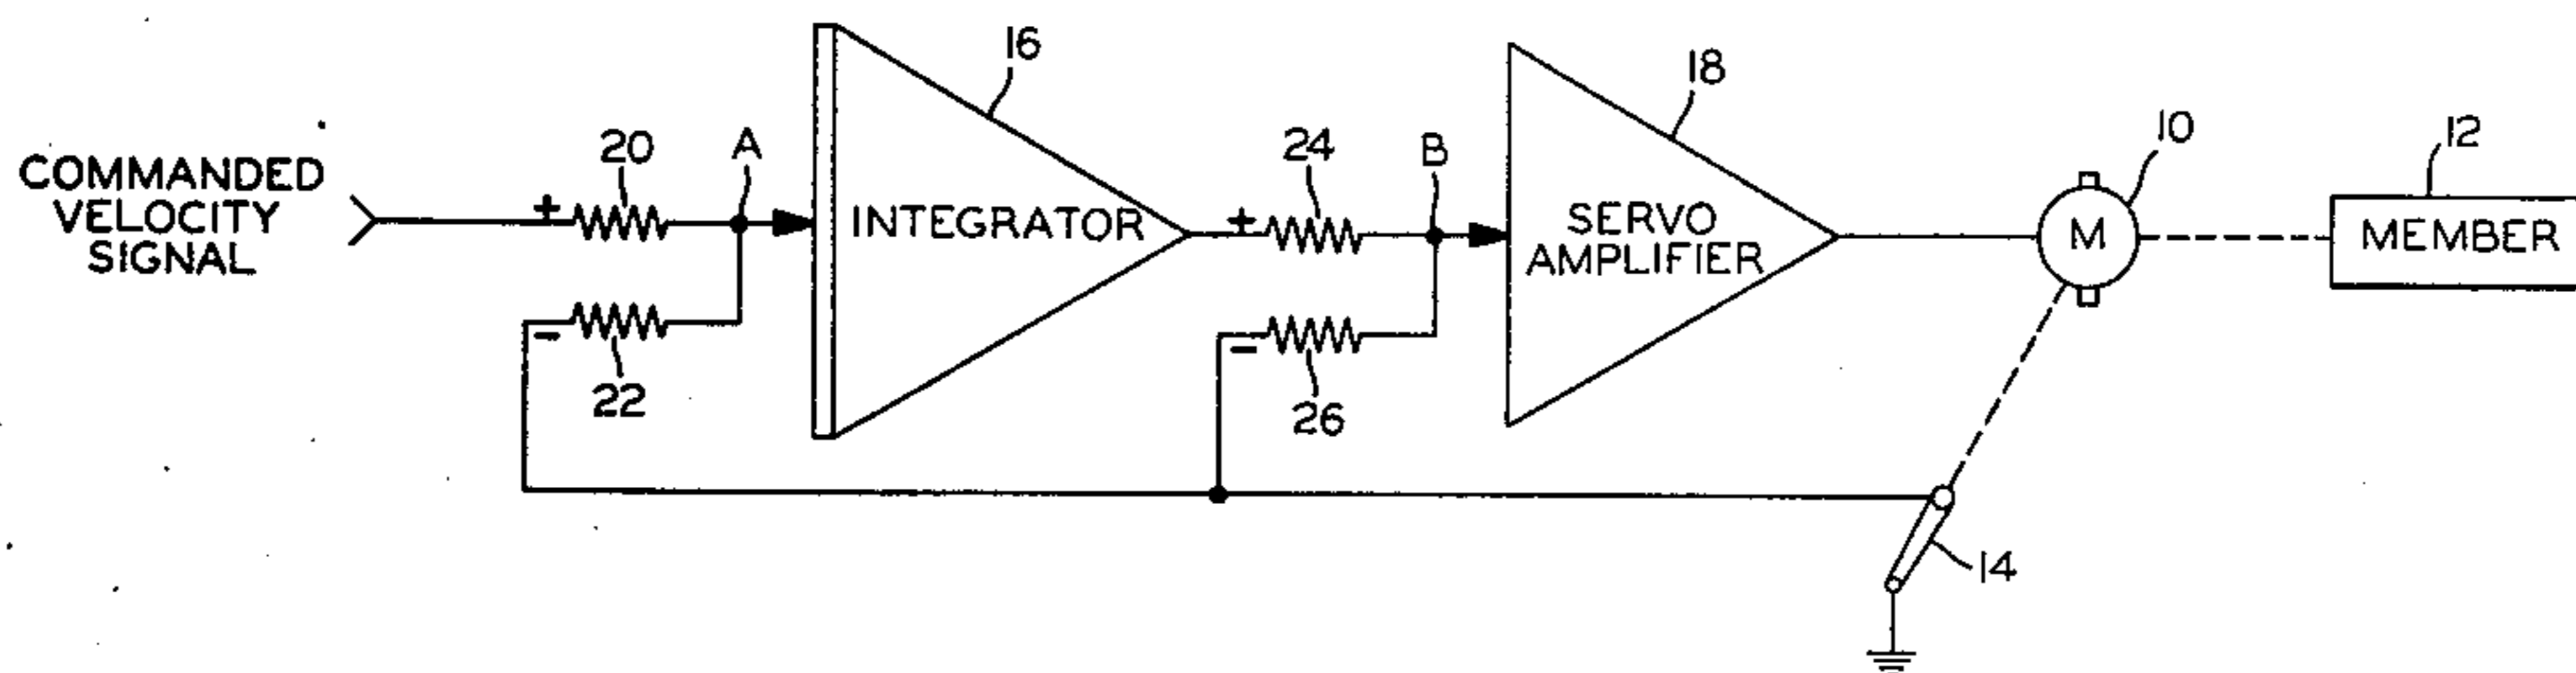 COMMANDED
VELOCITY
SIGNAL
+
20
A
-
22
INTEGRATOR
16
+
24
B
-
26
SERVO
AMPLIFIER
18
M
10
MEMBER
12
14